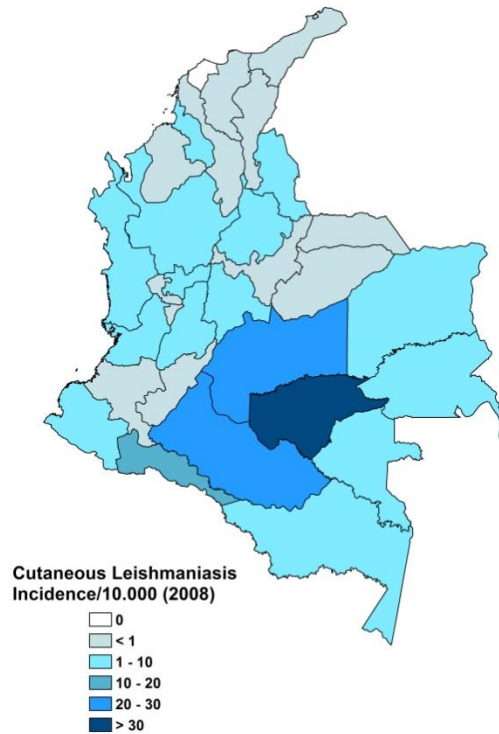 Cutaneous Leishmaniasis
Incidence/10.000 (2008)
0
< 1
1 - 10
10 - 20
20 - 30
> 30